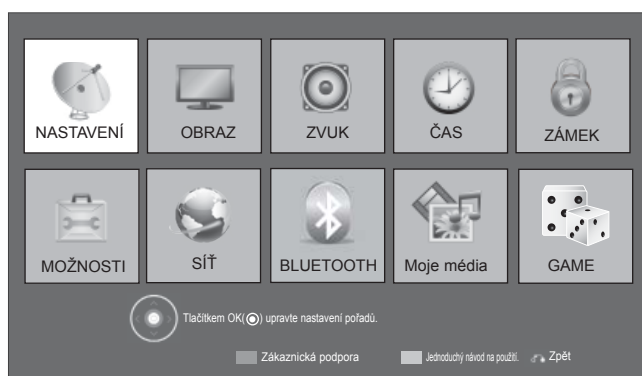 NASTAVENÍ OBRAZ ZVUK ČAS ZÁMEK
MOŽNOSTI SÍŤ BLUETOOTH Moje média GAME
Tlačítkem OK(◉) upravte nastavení pořadů.
Zákaznická podpora Jednoduchý návod na použití. Zpět